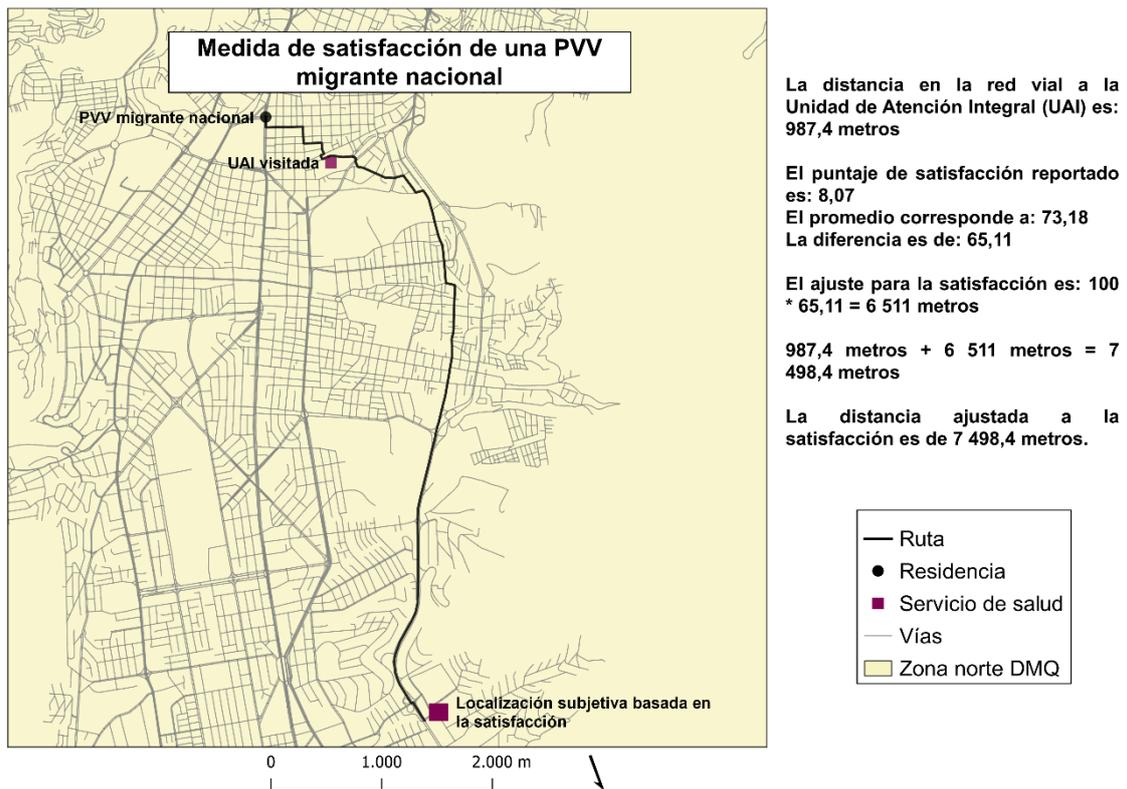 Medida de satisfacción de una PVV
migrante nacional
PVV migrante nacional
UAI visitada
Localización subjetiva basada en
la satisfacción
0 1.000 2.000 m
La distancia en la red vial a la
Unidad de Atención Integral (UAI) es:
987,4 metros
El puntaje de satisfacción reportado
es: 8,07
El promedio corresponde a: 73,18
La diferencia es de: 65,11
El ajuste para la satisfacción es: 100
* 65,11 = 6 511 metros
987,4 metros + 6 511 metros = 7
498,4 metros
La distancia ajustada a la
satisfacción es de 7 498,4 metros.
Ruta
Residencia
Servicio de salud
Vías
Zona norte DMQ